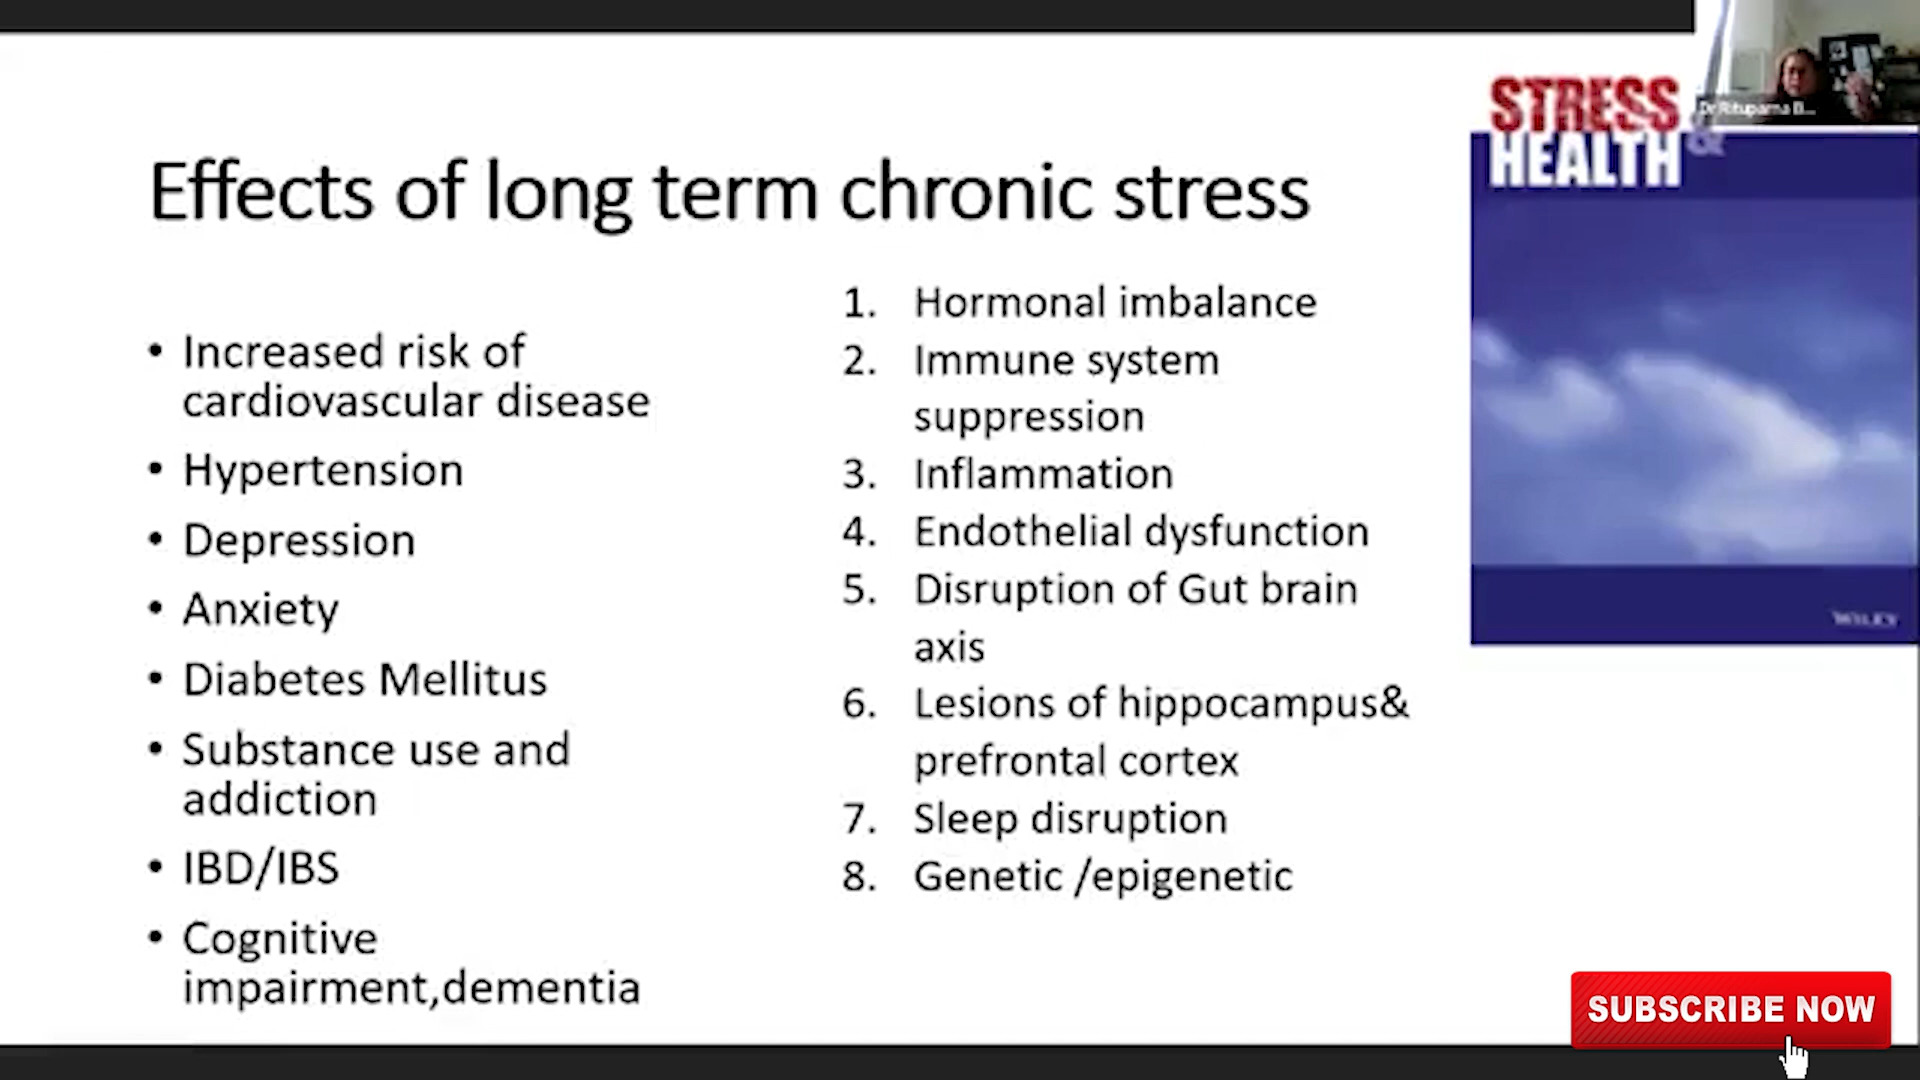 Effects of long term chronic stress
• Increased risk of
cardiovascular disease
• Hypertension
• Depression
• Anxiety
• Diabetes Mellitus
• Substance use and
addiction
• IBD/IBS
• Cognitive
impairment,dementia
1. Hormonal imbalance
2. Immune system
suppression
3. Inflammation
4. Endothelial dysfunction
5. Disruption of Gut brain
axis
6. Lesions of hippocampus&
prefrontal cortex
7. Sleep disruption
8. Genetic /epigenetic
STRESS
&
HEALTH
WILEY
Dr Rituparna B...
SUBSCRIBE NOW